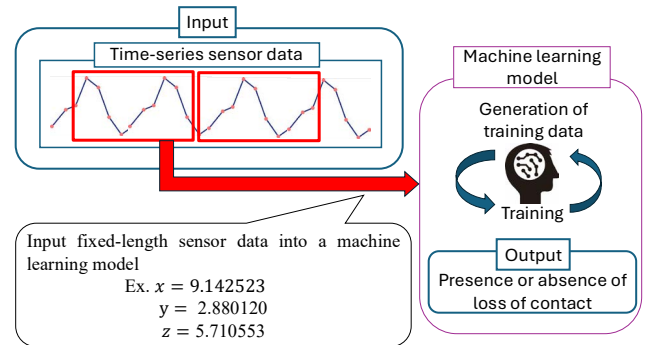 Input
Time-series sensor data
Machine learning
model
Generation of
training data
Training
Input fixed-length sensor data into a machine
learning model
Ex. x = 9.142523
y = 2.880120
z = 5.710553
Output
Presence or absence of
loss of contact